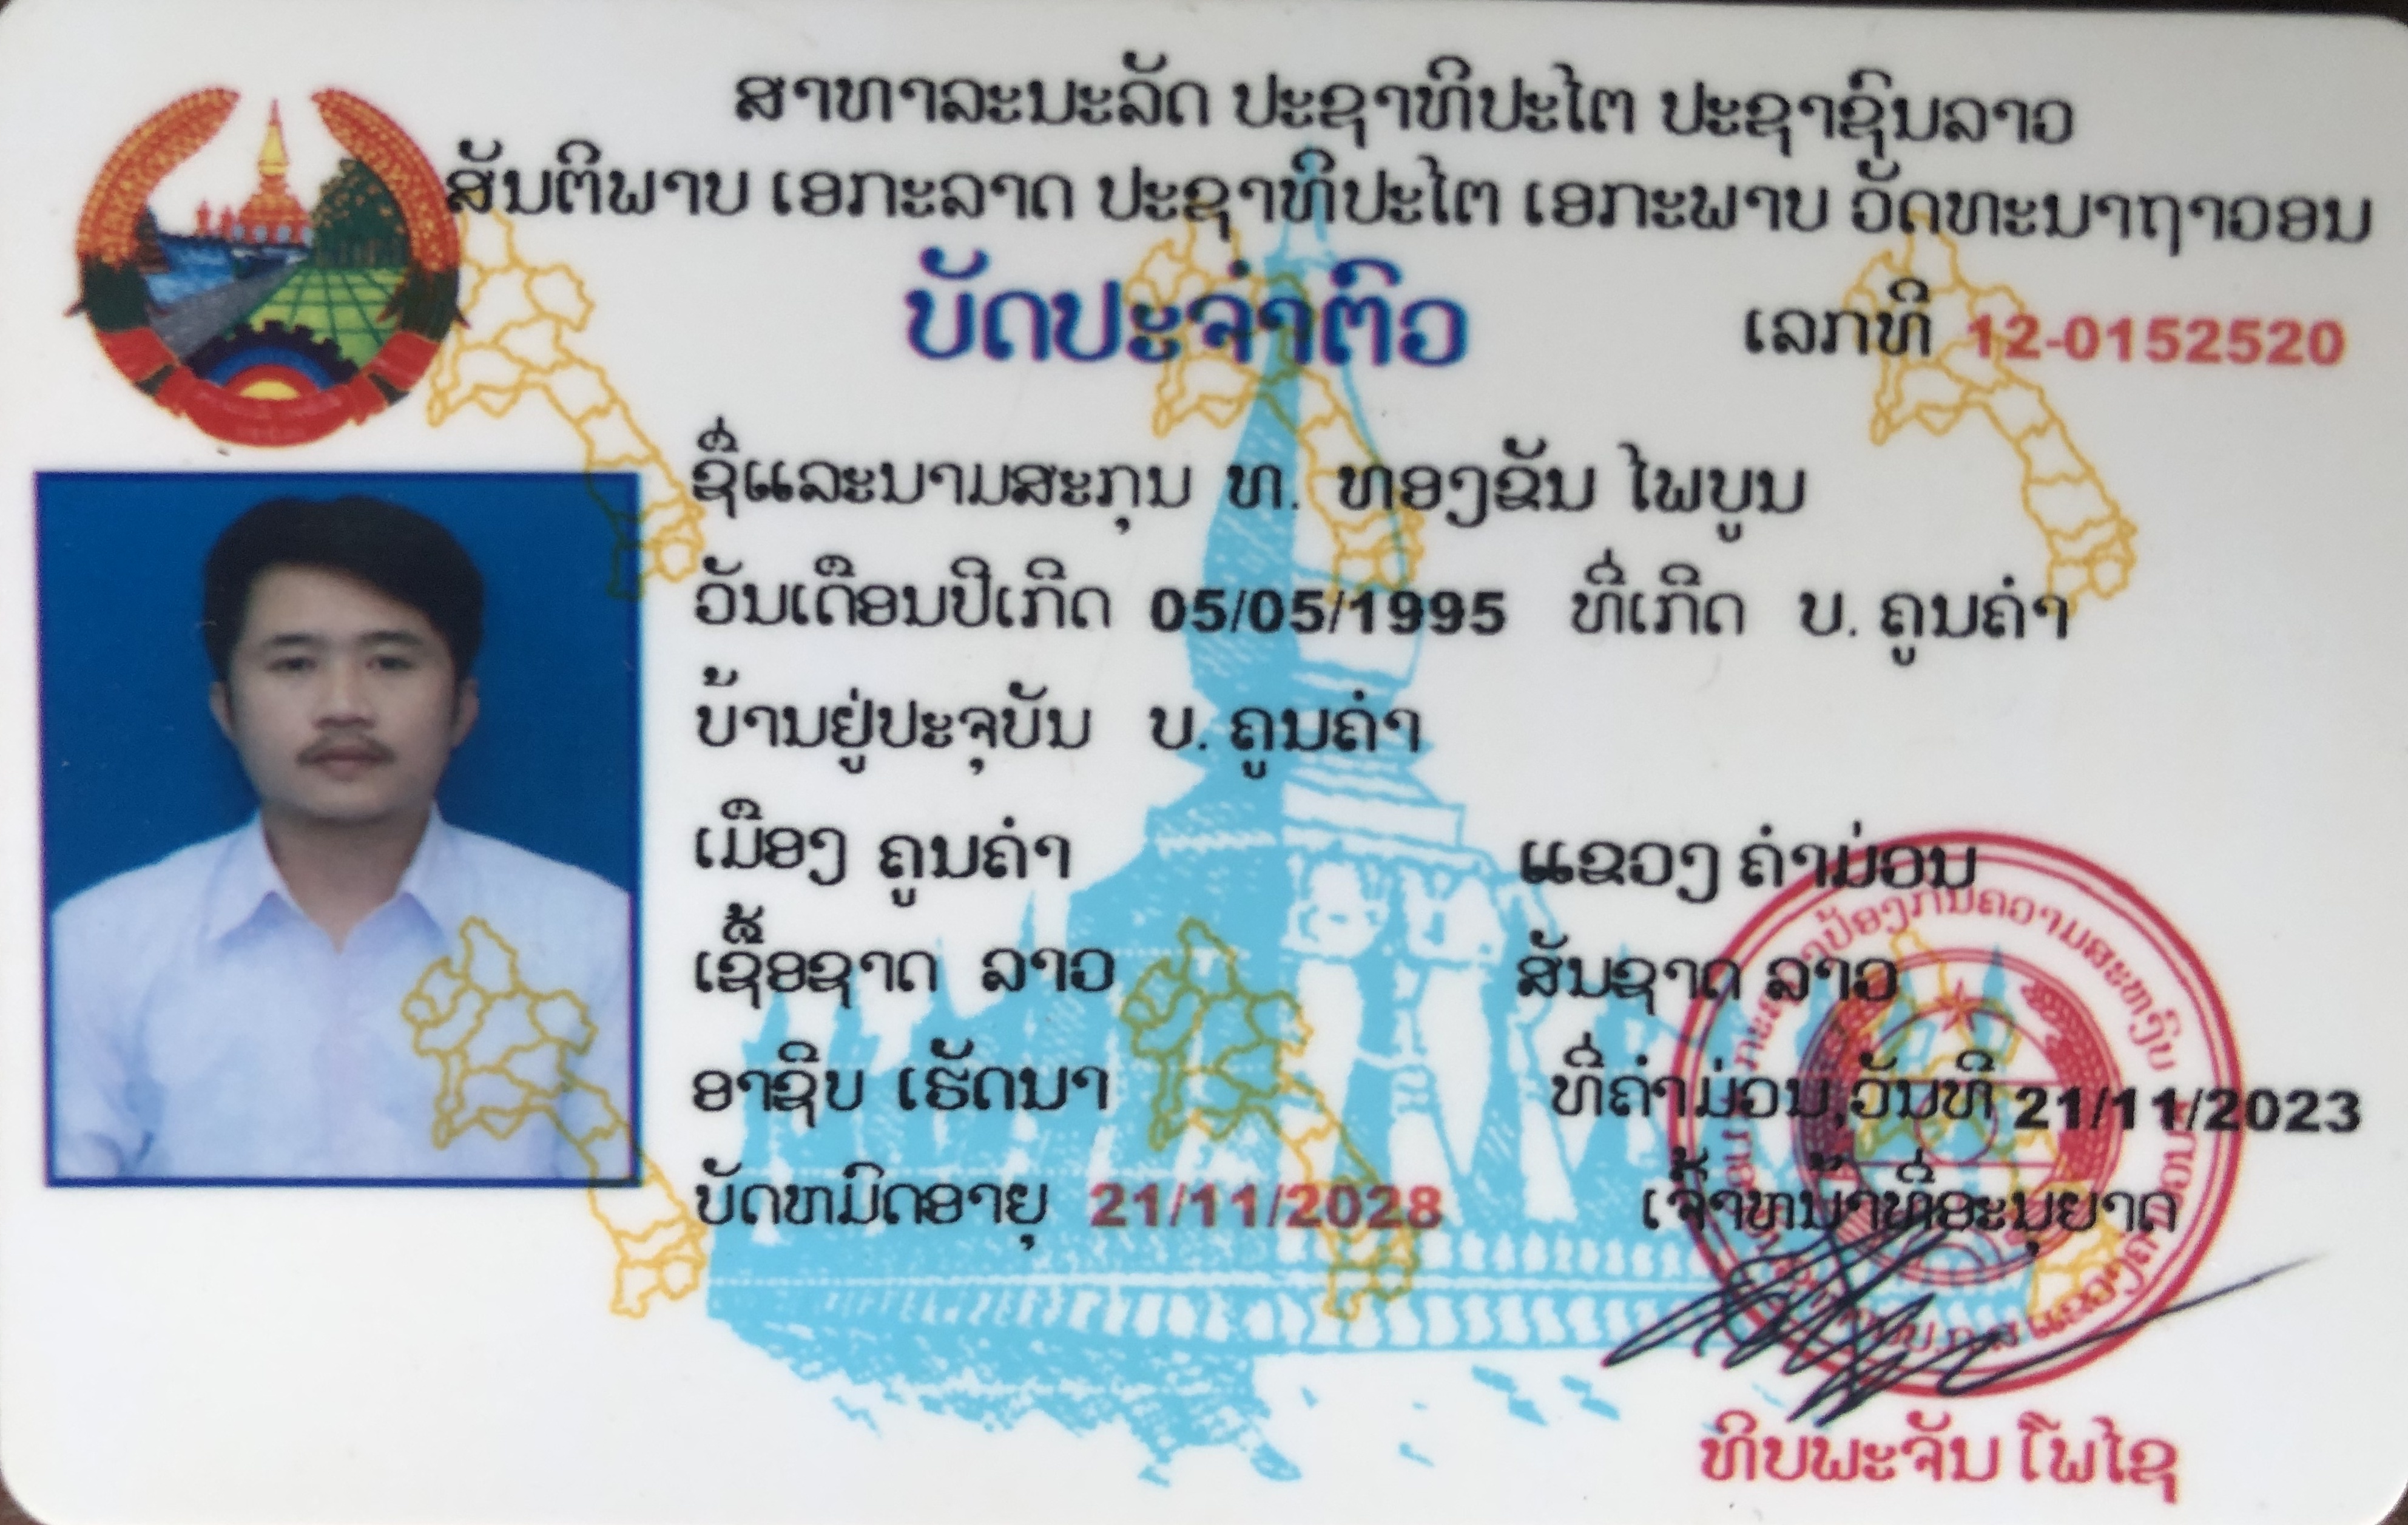 ສາທາລະນະລັດ ປະຊາທິປະໄຕ ປະຊາຊົນລາວ
ສັນຕິພາບ ເອກະລາດ ປະຊາທິປະໄຕ ເອກະພາບ ວັດທະນາຖາວອນ
ບັດປະຈຳຕົວ
ເລກທີ 12-0152520
ຊື່ແລະນາມສະກຸນ ທ. ທອງຂັນ ໄພບູນ
ວັນເດືອນປີເກີດ 05/05/1995 ທີ່ເກີດ ບ. ຄູນຄຳ
ບ້ານຢູ່ປະຈຸບັນ ບ. ຄູນຄຳ
ເມືອງ ຄູນຄຳ ແຂວງ ຄຳມ່ອນ
ເຊື້ອຊາດ ລາວ ສັນຊາດ ລາວ
ອາຊີບ ເຮັດນາ ທີ່ຄຳມ່ອນ,ວັນທີ 21/11/2023
ບັດຫມົດອາຍຸ 21/11/2028 ເຈົ້າຫນ້າທີ່ອະນຸຍາດ
ປ້ອງກັນຄວາມສະຫງົບ
ທິບພະຈັນ ໂພໄຊ